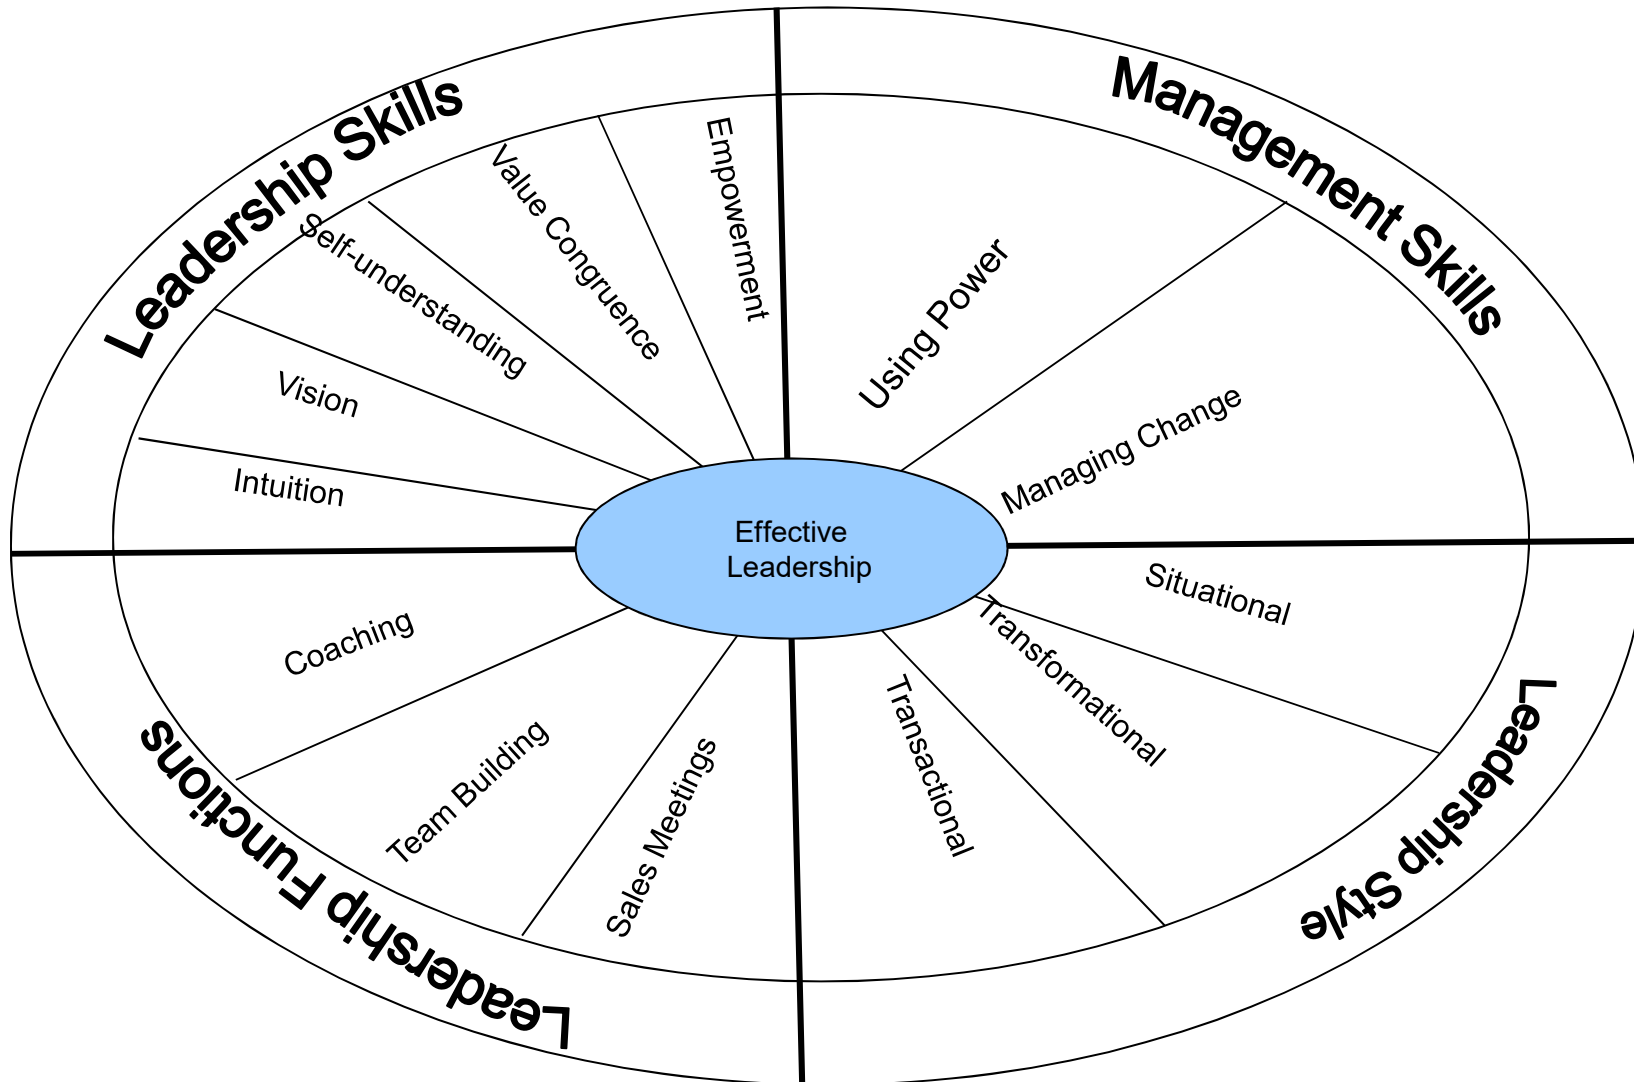 Leadership Skills
Management Skills
Empowerment
Value Congruence
Self-understanding
Vision
Intuition
Using Power
Managing Change
Effective
Leadership
Situational
Transformational
Transactional
Coaching
Team Building
Sales Meetings
Leadership Functions
Leadership Style